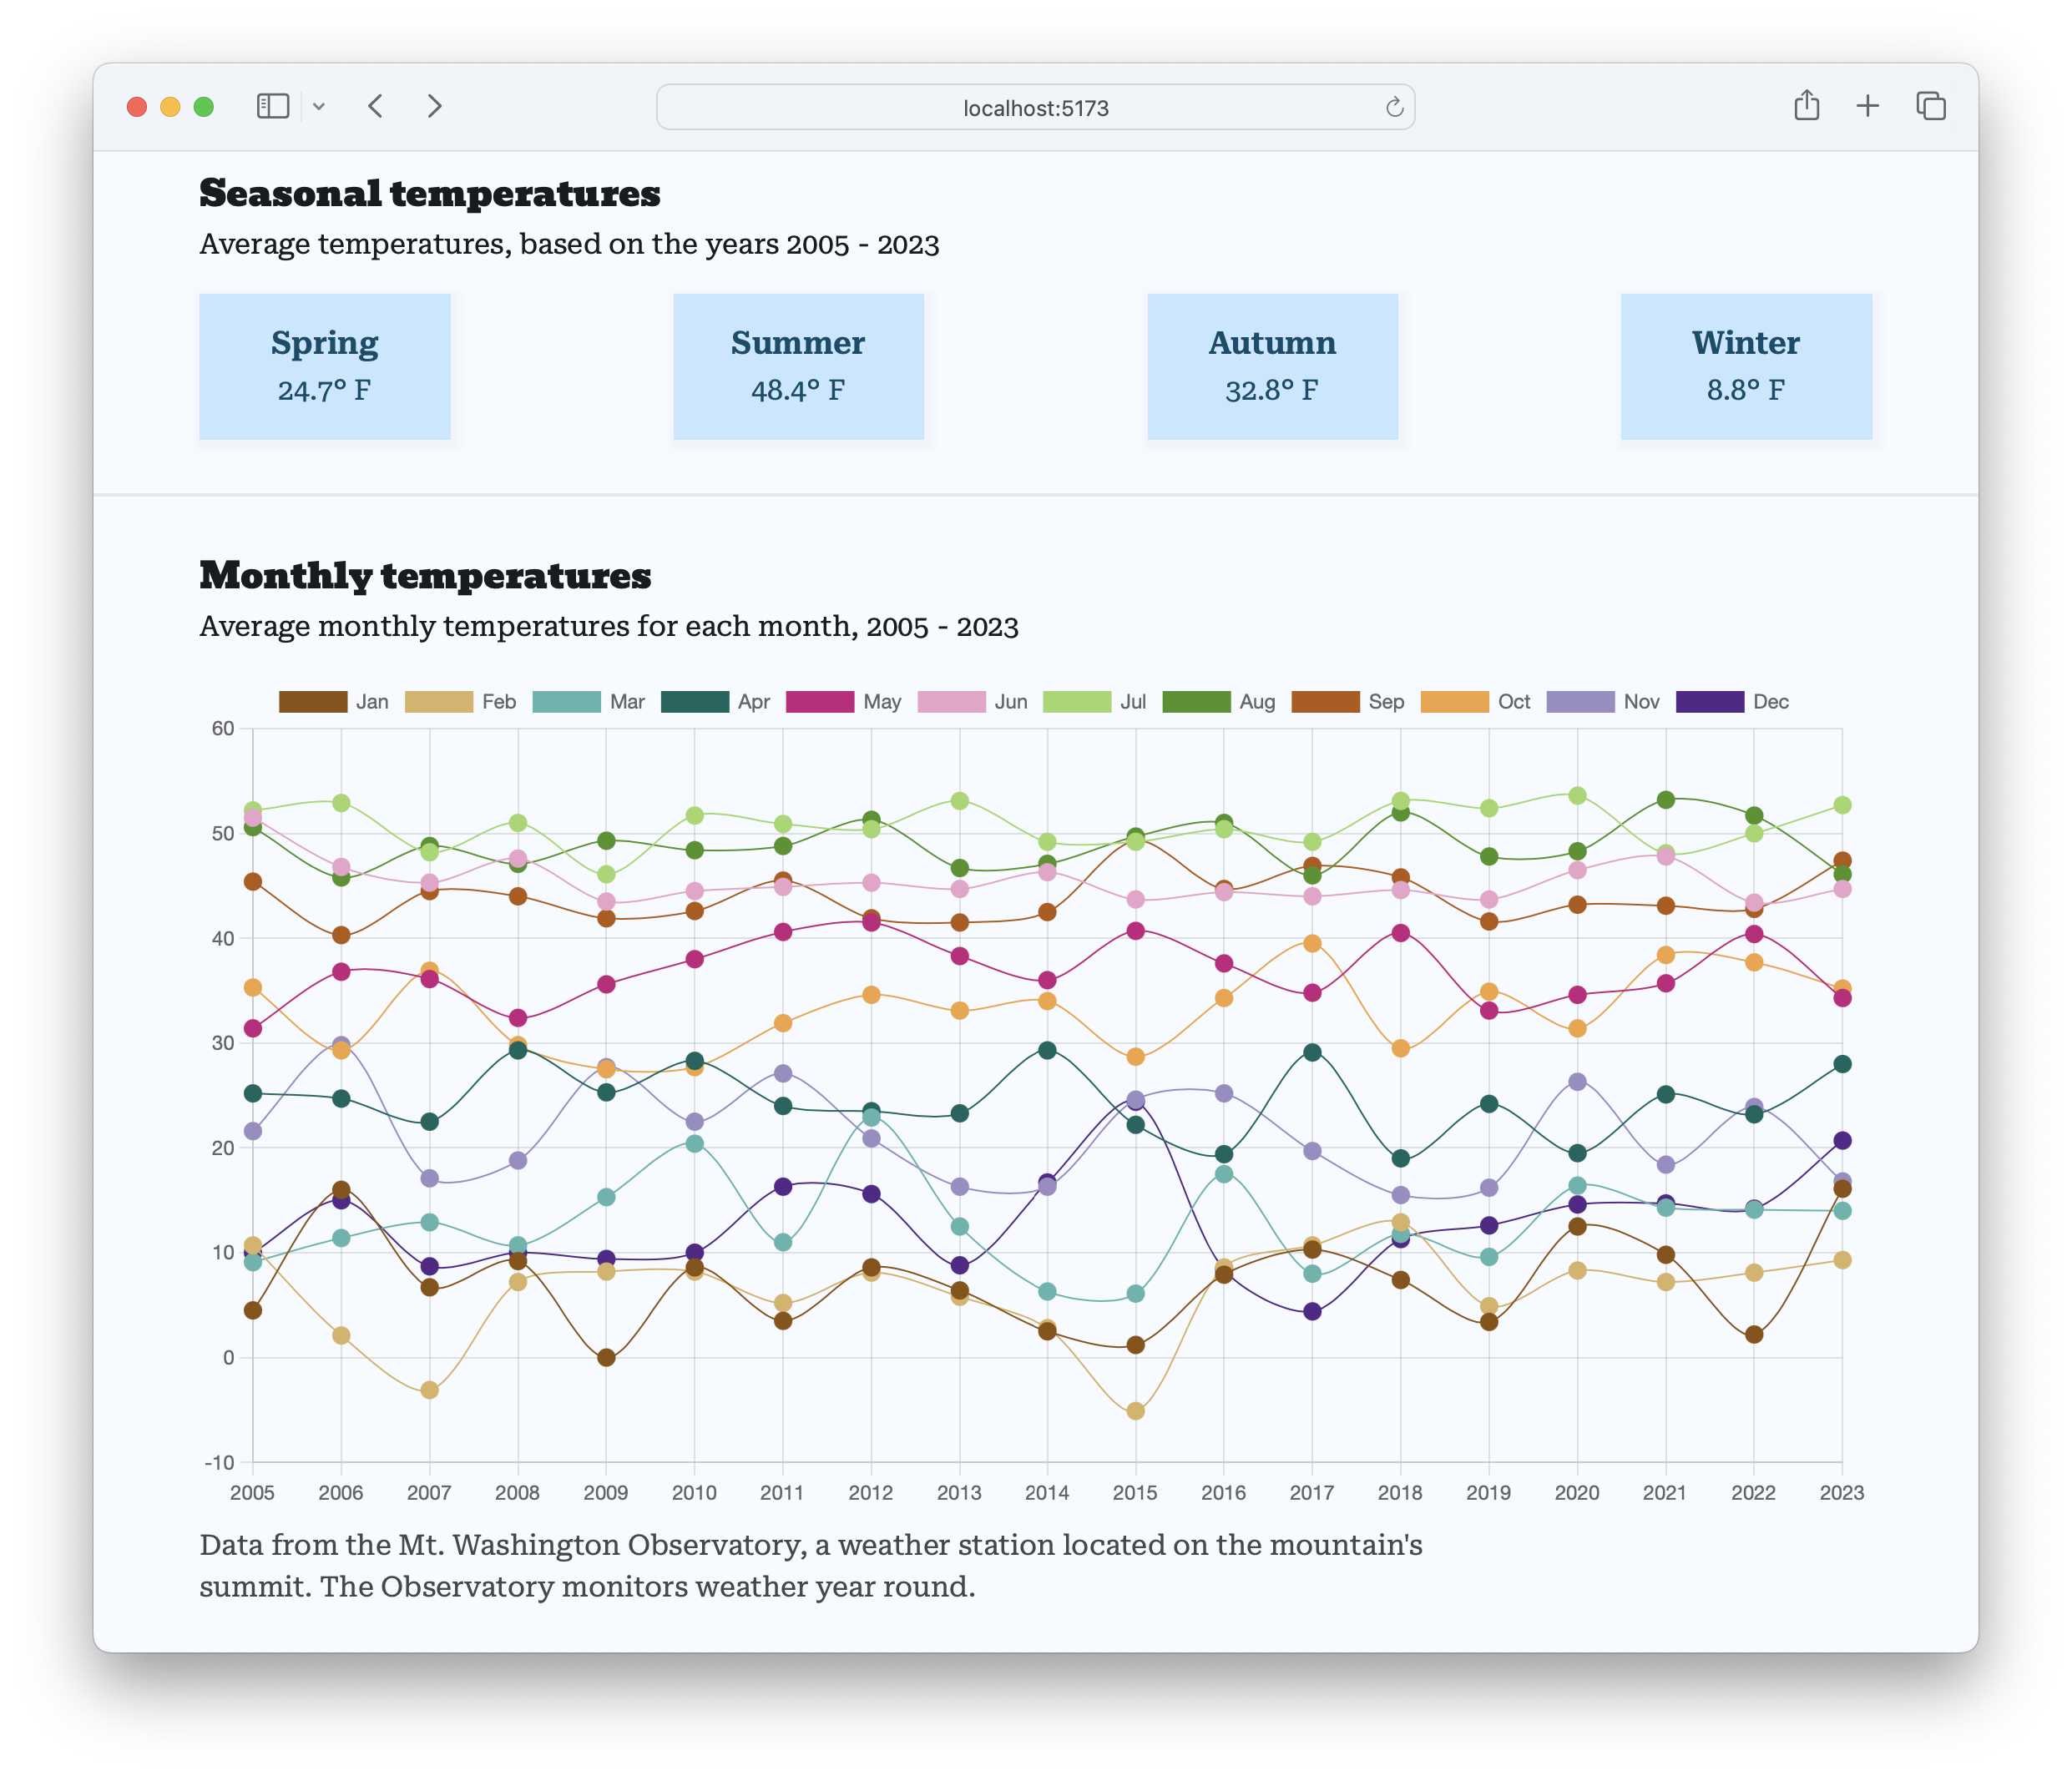 localhost:5173
Seasonal temperatures
Average temperatures, based on the years 2005 - 2023
Spring Summer Autumn Winter
24.7° F 48.4° F 32.8° F 8.8° F
Monthly temperatures
Average monthly temperatures for each month, 2005 - 2023
Jan Feb Mar Apr May Jun Jul Aug Sep Oct Nov Dec
60
50
40
30
20
10
0
-10
2005 2006 2007 2008 2009 2010 2011 2012 2013 2014 2015 2016 2017 2018 2019 2020 2021 2022 2023
Data from the Mt. Washington Observatory, a weather station located on the mountain's
summit. The Observatory monitors weather year round.